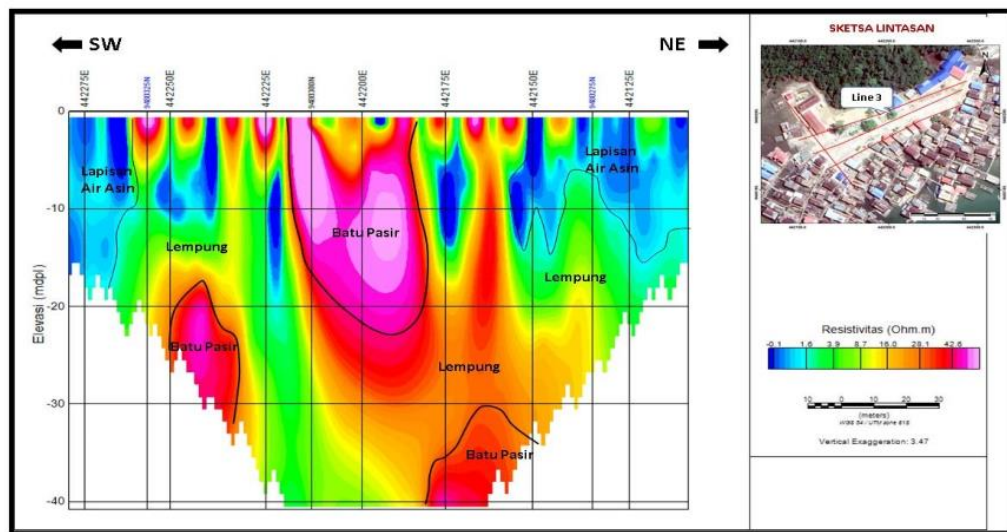 SW
NE
442275E
9480325N
442250E
442225E
9480300N
442200E
442175E
442150E
9480275N
442125E
0
-10
-20
-30
-40
Elevasi (mdpl)
Lapisan
Air Asin
Lempung
Batu Pasir
Batu Pasir
Lapisan
Air Asin
Lempung
Lempung
Batu Pasir
SKETSA LINTASAN
Line 3
Resistivitas (Ohm.m)
-0.1 1.6 3.9 8.7 16.0 28.1 42.6
10 0 10 20 30
(meters)
Vertical Exaggeration: 3.47